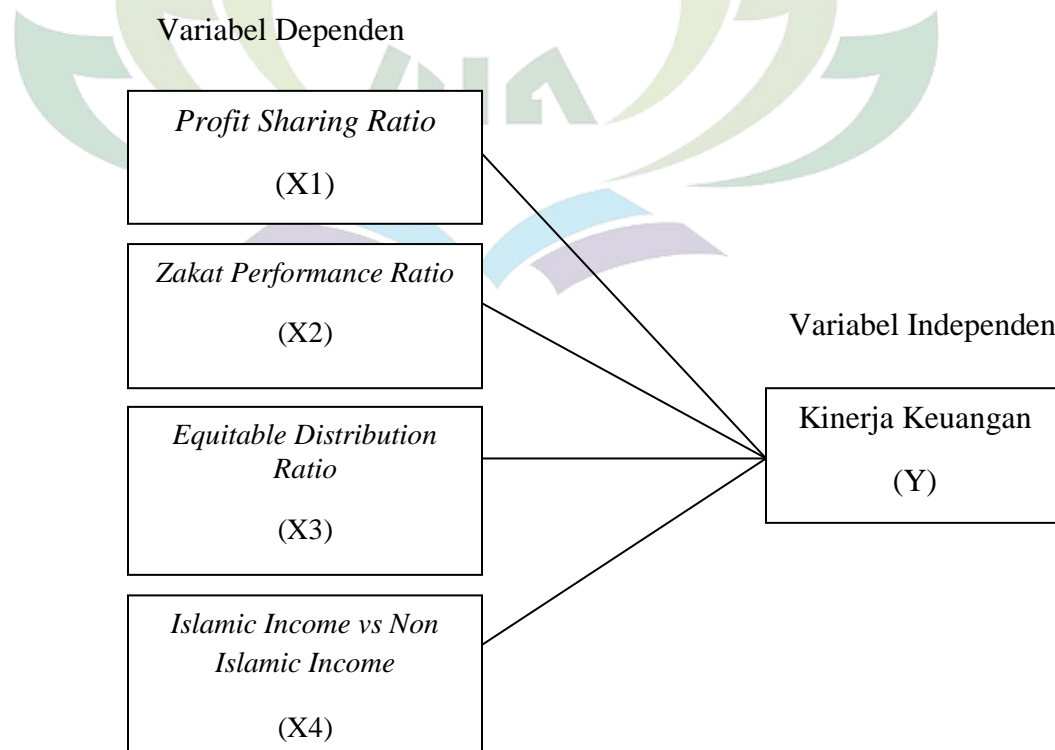 Variabel Dependen
Profit Sharing Ratio
(X1)
Zakat Performance Ratio
(X2)
Equitable Distribution
Ratio
(X3)
Islamic Income vs Non
Islamic Income
(X4)
Variabel Independen
Kinerja Keuangan
(Y)